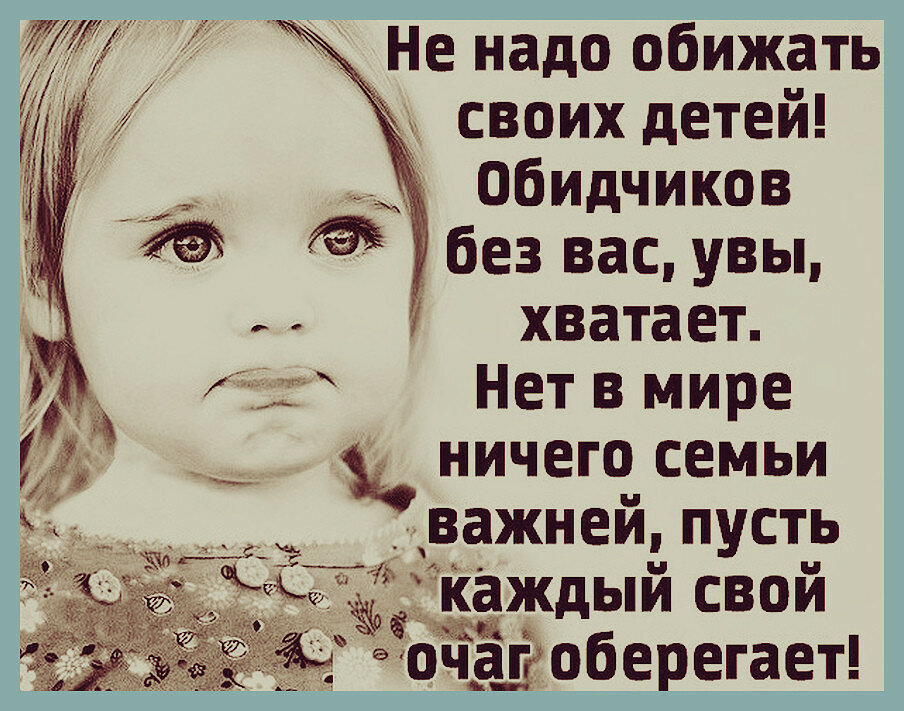 Не надо обижать
своих детей!
Обидчиков
без вас, увы,
хватает.
Нет в мире
ничего семьи
важней, пусть
каждый свой
очаг оберегает!